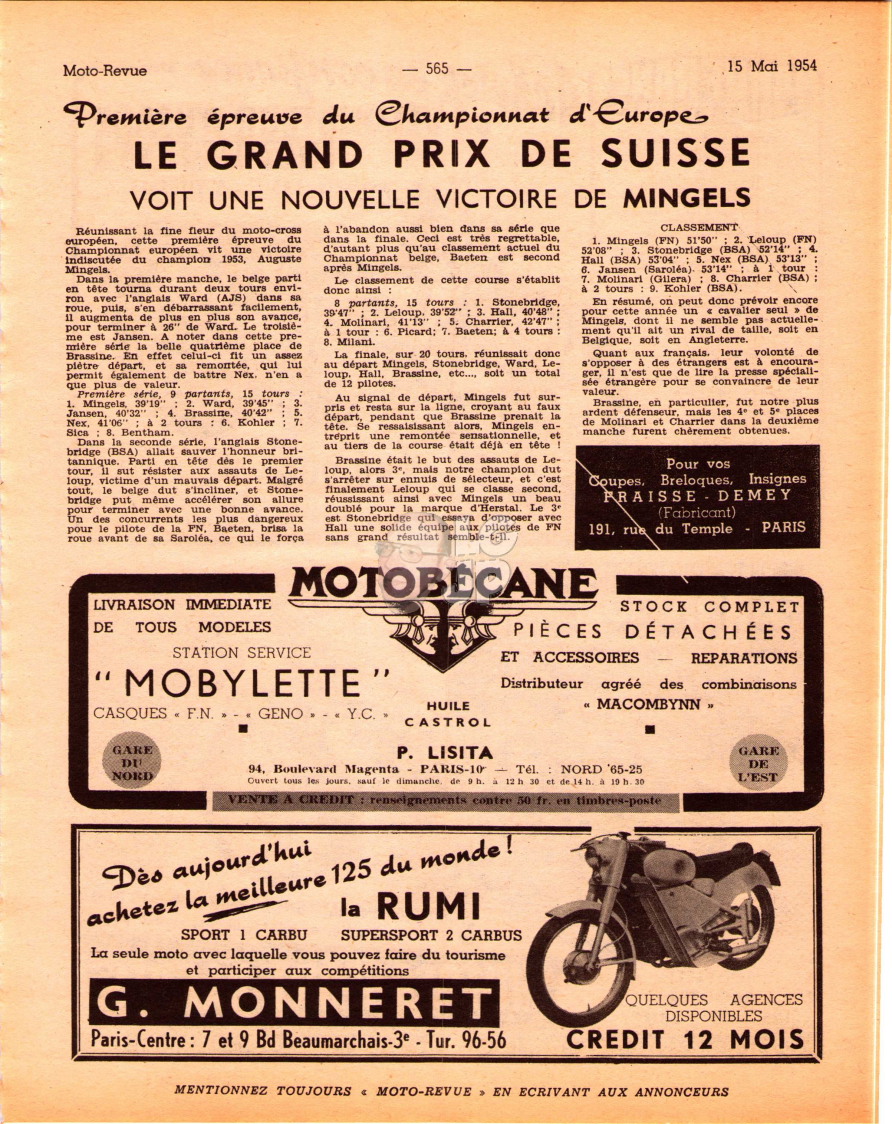 Moto-Revue — 565 — 15 Mai 1954
Première épreuve du Championnat d'Europe
LE GRAND PRIX DE SUISSE
VOIT UNE NOUVELLE VICTOIRE DE MINGELS
Réunissant la fine fleur du moto-cross
européen, cette première épreuve du
Championnat européen vit une victoire
indiscutée du champion 1953, Auguste
Mingels.
Dans la première manche, le belge parti
en tête tourna durant deux tours envi-
ron avec l'anglais Ward (AJS) dans sa
roue, puis, s'en débarrassant facilement,
il augmenta de plus en plus son avance,
pour terminer à 26'' de Ward. Le troisiè-
me est Jansen. A noter dans cette pre-
mière série la belle quatrième place de
Brassine. En effet celui-ci fit un assez
piètre départ, et sa remontée, qui lui
permit également de battre Nex, n'en a
que plus de valeur.
Première série, 9 partants, 15 tours :
1. Mingels, 39'19'' ; 2. Ward, 39'45'' ; 3.
Jansen, 40'32'' ; 4. Brassine, 40'42'' ; 5.
Nex, 41'06'' ; à 2 tours : 6. Kohler ; 7.
Sica ; 8. Bentham.
Dans la seconde série, l'anglais Stone-
bridge (BSA) allait sauver l'honneur bri-
tannique. Parti en tête dès le premier
tour, il sut résister aux assauts de Le-
loup, victime d'un mauvais départ. Malgré
tout, le belge dut s'incliner, et Stone-
bridge put même accélérer son allure
pour terminer avec une bonne avance.
Un des concurrents les plus dangereux
pour le pilote de la FN, Baeten, brisa la
roue avant de sa Saroléa, ce qui le força
à l'abandon aussi bien dans sa série que
dans la finale. Ceci est très regrettable,
d'autant plus qu'au classement actuel du
Championnat belge, Baeten est second
après Mingels.
Le classement de cette course s'établit
donc ainsi :
8 partants, 15 tours : 1. Stonebridge,
39'47'' ; 2. Leloup, 39'52'' ; 3. Hall, 40'48'' ;
4. Molinari, 41'13'' ; 5. Charrier, 42'47'' ;
à 1 tour : 6. Picard; 7. Baeten; à 4 tours :
8. Milani.
La finale, sur 20 tours, réunissait donc
au départ Mingels, Stonebridge, Ward, Le-
loup, Hall, Brassine, etc..., soit un total
de 12 pilotes.
Au signal de départ, Mingels fut sur-
pris et resta sur la ligne, croyant au faux
départ, pendant que Brassine prenait la
tête. Se ressaisissant alors, Mingels en-
tréprit une remontée sensationnelle, et
au tiers de la course était déjà en tête !
Brassine était le but des assauts de Le-
loup, alors 3e, mais notre champion dut
s'arrêter sur ennuis de sélecteur, et c'est
finalement Leloup qui se classe second,
réussissant ainsi avec Mingels un beau
doublé pour la marque d'Herstal. Le 3e
est Stonebridge qui essaya d'opposer avec
Hall une solide équipe aux pilotes de FN
sans grand résultat semble-t-il.
CLASSEMENT
1. Mingels (FN) 51'50'' ; 2. Leloup (FN)
52'08'' ; 3. Stonebridge (BSA) 52'14'' ; 4.
Hall (BSA) 53'04'' ; 5. Nex (BSA) 53'13'' ;
6. Jansen (Saroléa) 53'14'' ; à 1 tour :
7. Molinari (Gilera) ; 8. Charrier (BSA) ;
à 2 tours : 9. Kohler (BSA).
En résumé, on peut donc prévoir encore
pour cette année un « cavalier seul » de
Mingels, dont il ne semble pas actuelle-
ment qu'il ait un rival de taille, soit en
Belgique, soit en Angleterre.
Quant aux français, leur volonté de
s'opposer à des étrangers est à encoura-
ger, il n'est que de lire la presse spéciali-
sée étrangère pour se convaincre de leur
valeur.
Brassine, en particulier, fut notre plus
ardent défenseur, mais les 4e et 5e places
de Molinari et Charrier dans la deuxième
manche furent chèrement obtenues.
Pour vos
Coupes, Breloques, Insignes
FRAISSE - DEMEY
(Fabricant)
191, rue du Temple - PARIS
MOTOBÉCANE
LIVRAISON IMMEDIATE
DE TOUS MODELES
STATION SERVICE
“ MOBYLETTE ”
CASQUES « F.N. » - « GENO » - « Y.C. »
STOCK COMPLET
PIÈCES DÉTACHÉES
ET ACCESSOIRES — REPARATIONS
Distributeur agréé des combinaisons
« MACOMBYNN »
HUILE
CASTROL
GARE
DU
NORD
GARE
DE
L'EST
P. LISITA
94, Boulevard Magenta - PARIS-10e — Tél. : NORD 65-25
Ouvert tous les jours, sauf le dimanche, de 9 h. à 12 h 30 et de 14 h. à 19 h. 30
VENTE A CREDIT : renseignements contre 50 fr. en timbres-poste
Dès aujourd'hui
achetez la meilleure 125 du monde !
la RUMI
SPORT 1 CARBU SUPERSPORT 2 CARBUS
La seule moto avec laquelle vous pouvez faire du tourisme
et participer aux compétitions
G. MONNERET
Paris-Centre : 7 et 9 Bd Beaumarchais-3e - Tur. 96-56
QUELQUES AGENCES
DISPONIBLES
CREDIT 12 MOIS
MENTIONNEZ TOUJOURS « MOTO-REVUE » EN ECRIVANT AUX ANNONCEURS